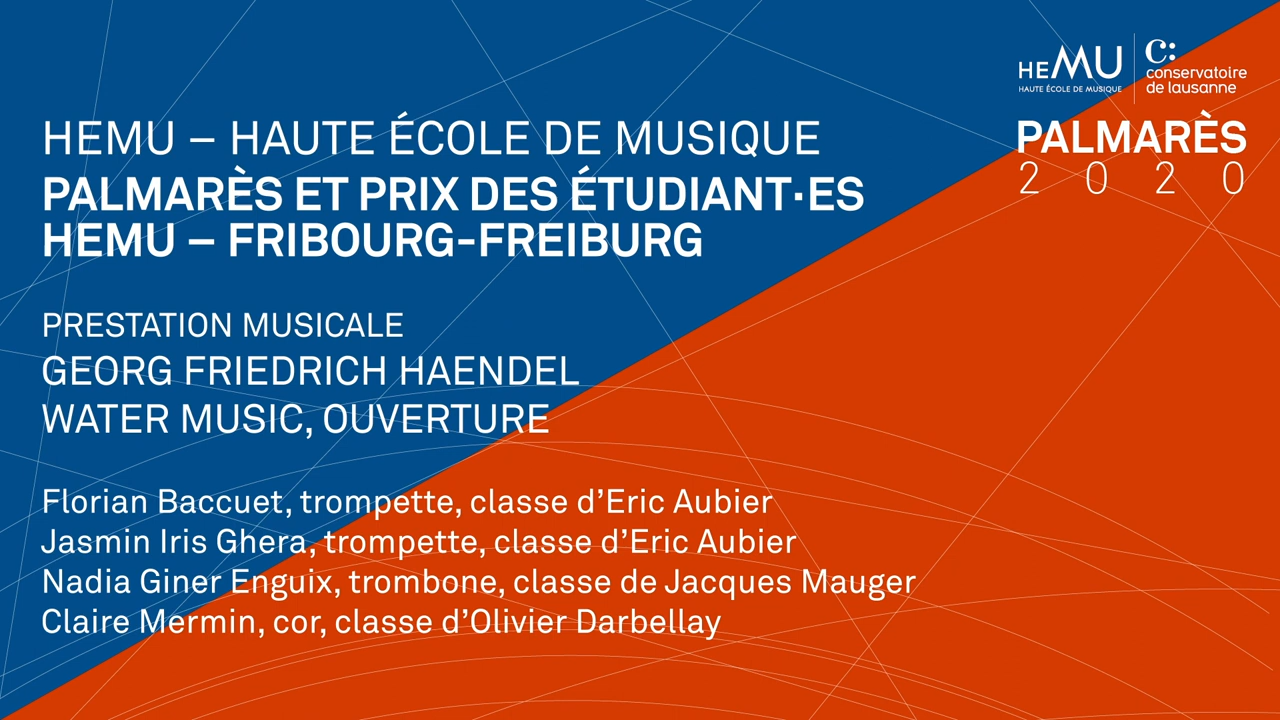 HEMU
HAUTE ÉCOLE DE MUSIQUE
c:
conservatoire
de lausanne
PALMARÈS
2020
HEMU – HAUTE ÉCOLE DE MUSIQUE
PALMARÈS ET PRIX DES ÉTUDIANT·ES
HEMU – FRIBOURG-FREIBURG
PRESTATION MUSICALE
GEORG FRIEDRICH HAENDEL
WATER MUSIC, OUVERTURE
Florian Baccuet, trompette, classe d’Eric Aubier
Jasmin Iris Ghera, trompette, classe d’Eric Aubier
Nadia Giner Enguix, trombone, classe de Jacques Mauger
Claire Mermin, cor, classe d’Olivier Darbellay